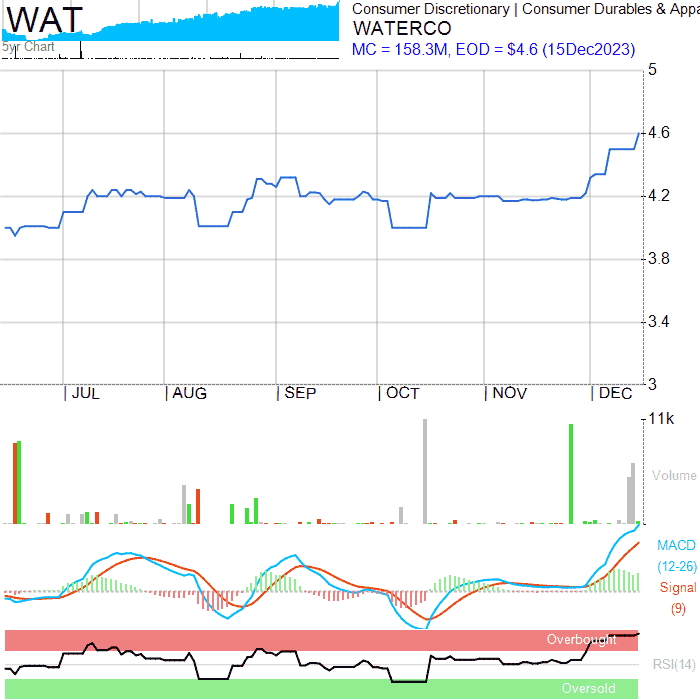 WAT
5yr Chart
Consumer Discretionary | Consumer Durables & Appa
WATERCO
MC = 158.3M, EOD = $4.6 (15Dec2023)
5
4.6
4.2
3.8
3.4
3
JUL AUG SEP OCT NOV DEC
11k
Volume
MACD
(12-26)
Signal
(9)
Overbought
RSI(14)
Oversold